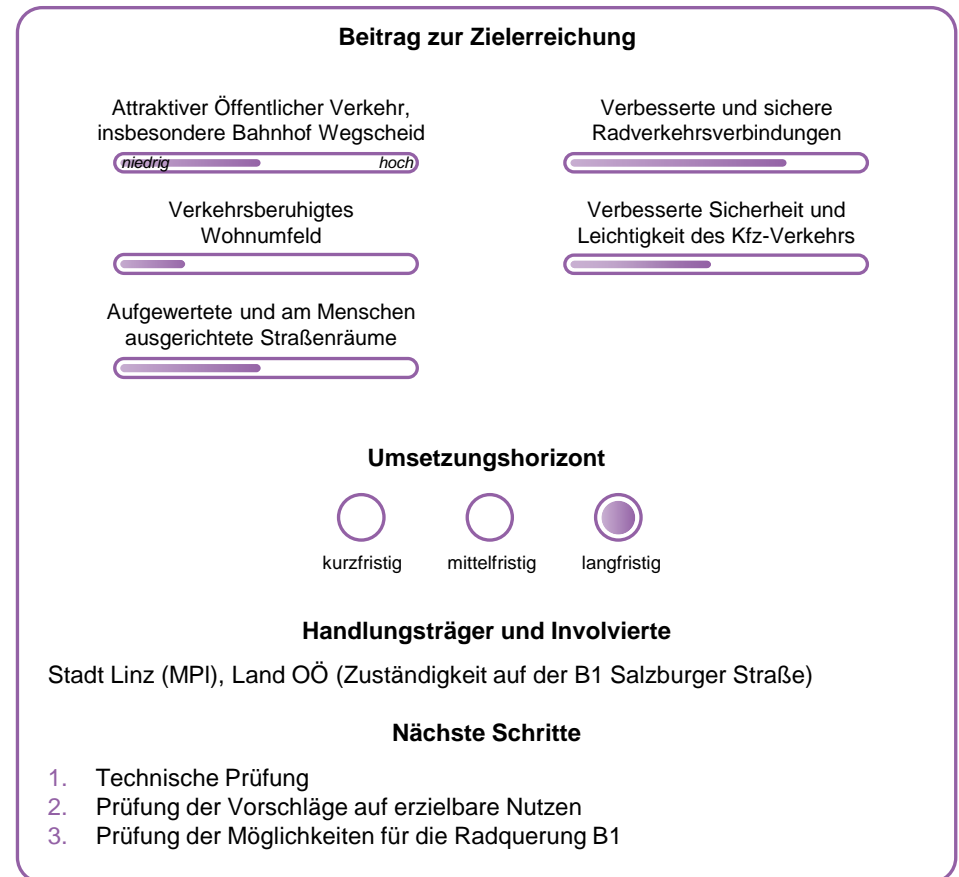 Beitrag zur Zielerreichung
Attraktiver Öffentlicher Verkehr,
insbesondere Bahnhof Wegscheid
niedrig hoch
Verbesserte und sichere
Radverkehrsverbindungen
Verkehrsberuhigtes
Wohnumfeld
Verbesserte Sicherheit und
Leichtigkeit des Kfz-Verkehrs
Aufgewertete und am Menschen
ausgerichtete Straßenräume
Umsetzungshorizont
kurzfristig mittelfristig langfristig
Handlungsträger und Involvierte
Stadt Linz (MPl), Land OÖ (Zuständigkeit auf der B1 Salzburger Straße)
Nächste Schritte
1. Technische Prüfung
2. Prüfung der Vorschläge auf erzielbare Nutzen
3. Prüfung der Möglichkeiten für die Radquerung B1